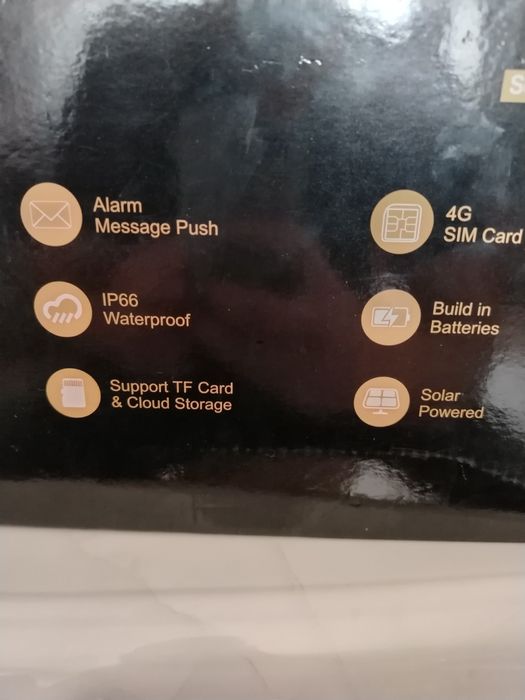 Alarm
Message Push
IP66
Waterproof
Support TF Card
& Cloud Storage
4G
SIM Card
Build in
Batteries
Solar
Powered